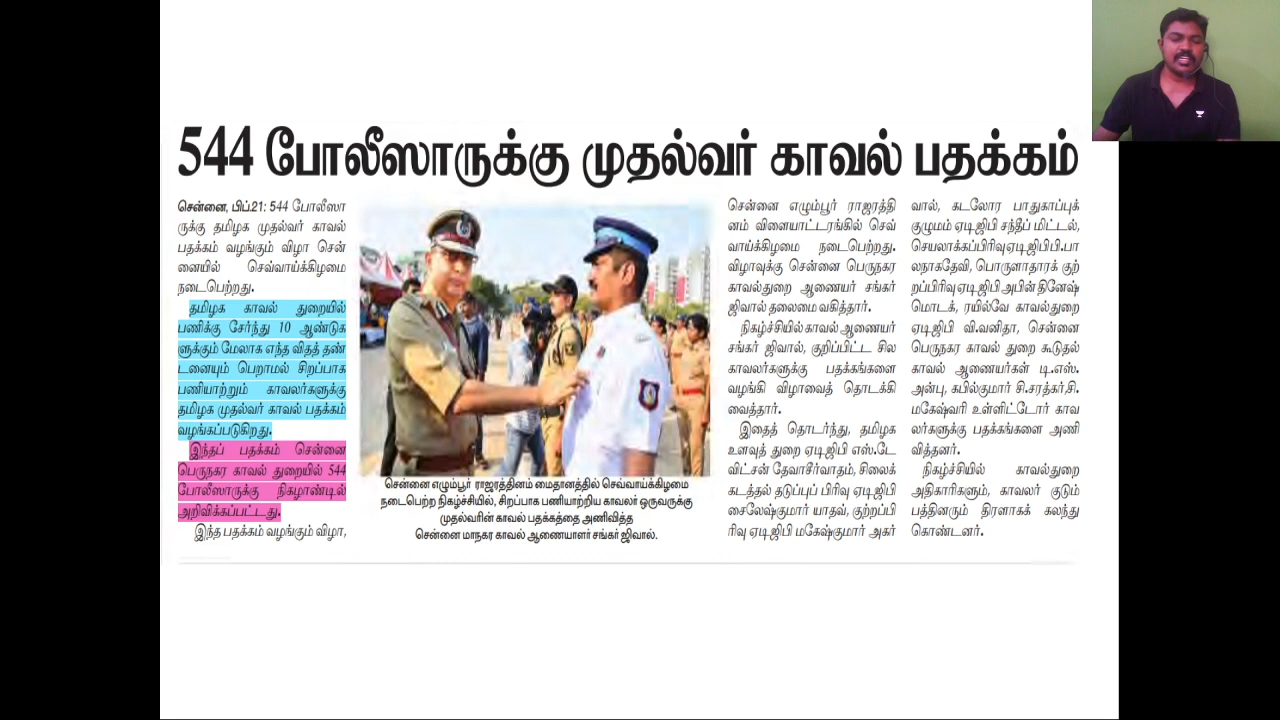 544 போலீஸாருக்கு முதல்வர் காவல் பதக்கம்
சென்னை, பிப்.21: 544 போலீஸா
ருக்கு தமிழக முதல்வர் காவல்
பதக்கம் வழங்கும் விழா சென்
னையில் செவ்வாய்க்கிழமை
நடைபெற்றது.
தமிழக காவல் துறையில்
பணிக்கு சேர்ந்து 10 ஆண்டுக
ளுக்கும் மேலாக எந்த விதத் தண்
டனையும் பெறாமல் சிறப்பாக
பணியாற்றும் காவலர்களுக்கு
தமிழக முதல்வர் காவல் பதக்கம்
வழங்கப்படுகிறது.
இந்தப் பதக்கம் சென்னை
பெருநகர காவல் துறையில் 544
போலீஸாருக்கு நிகழாண்டில்
அறிவிக்கப்பட்டது.
இந்த பதக்கம் வழங்கும் விழா,
சென்னை எழும்பூர் ராஜரத்தினம் மைதானத்தில் செவ்வாய்க்கிழமை
நடைபெற்ற நிகழ்ச்சியில், சிறப்பாக பணியாற்றிய காவலர் ஒருவருக்கு
முதல்வரின் காவல் பதக்கத்தை அணிவித்த
சென்னை மாநகர காவல் ஆணையாளர் சங்கர் ஜிவால்.
சென்னை எழும்பூர் ராஜரத்தி
னம் விளையாட்டரங்கில் செவ்
வாய்க்கிழமை நடைபெற்றது.
விழாவுக்கு சென்னை பெருநகர
காவல்துறை ஆணையர் சங்கர்
ஜிவால் தலைமை வகித்தார்.
நிகழ்ச்சியில் காவல் ஆணையர்
சங்கர் ஜிவால், குறிப்பிட்ட சில
காவலர்களுக்கு பதக்கங்களை
வழங்கி விழாவைத் தொடக்கி
வைத்தார்.
இதைத் தொடர்ந்து, தமிழக
உளவுத் துறை ஏடிஜிபி எஸ்.டே
விட்சன் தேவாசீர்வாதம், சிலைக்
கடத்தல் தடுப்புப் பிரிவு ஏடிஜிபி
சைலேஷ்குமார் யாதவ், குற்றப்பி
ரிவு ஏடிஜிபி மகேஷ்குமார் அகர்
வால், கடலோர பாதுகாப்புக்
குழுமம் ஏடிஜிபி சந்தீப் மிட்டல்,
செயலாக்கப்பிரிவு ஏடிஜிபி பி.பா
லநாகதேவி, பொருளாதாரக் குற்
றப்பிரிவு ஏடிஜிபி அபின் தினேஷ்
மொடக், ரயில்வே காவல்துறை
ஏடிஜிபி வி.வனிதா, சென்னை
பெருநகர காவல் துறை கூடுதல்
காவல் ஆணையர்கள் டி.எஸ்.
அன்பு, கபில்குமார் சி.சரத்கர்,சி.
மகேஷ்வரி உள்ளிட்டோர் காவ
லர்களுக்கு பதக்கங்களை அணி
வித்தனர்.
நிகழ்ச்சியில் காவல்துறை
அதிகாரிகளும், காவலர் குடும்
பத்தினரும் திரளாகக் கலந்து
கொண்டனர்.